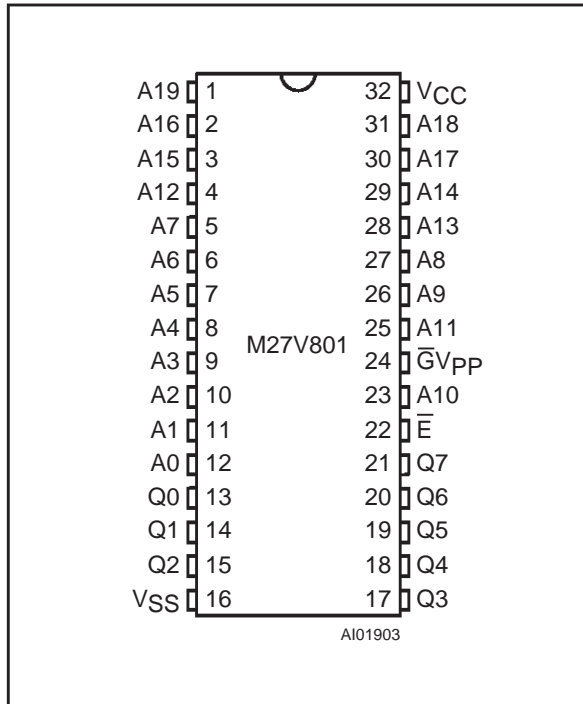 A19 1 32 VCC
A16 2 31 A18
A15 3 30 A17
A12 4 29 A14
A7 5 28 A13
A6 6 27 A8
A5 7 26 A9
A4 8 25 A11
M27V801
A3 9 24 G̅VPP
A2 10 23 A10
A1 11 22 E̅
A0 12 21 Q7
Q0 13 20 Q6
Q1 14 19 Q5
Q2 15 18 Q4
VSS 16 17 Q3
AI01903